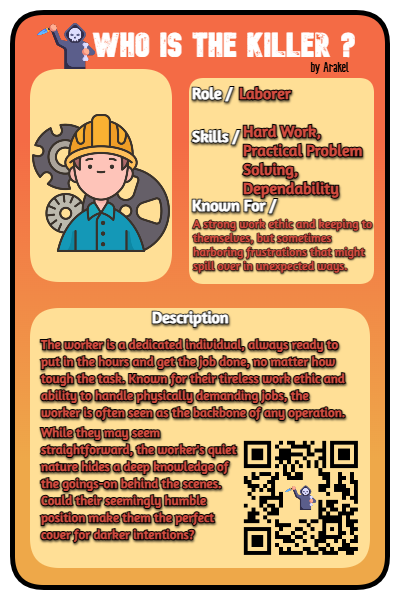 WHO IS THE KILLER ?
by Arakel
Role / Laborer
Skills / Hard Work,
Practical Problem
Solving,
Dependability
Known For /
A strong work ethic and keeping to
themselves, but sometimes
harboring frustrations that might
spill over in unexpected ways.
Description
The worker is a dedicated individual, always ready to
put in the hours and get the job done, no matter how
tough the task. Known for their tireless work ethic and
ability to handle physically demanding jobs, the
worker is often seen as the backbone of any operation.
While they may seem
straightforward, the worker's quiet
nature hides a deep knowledge of
the goings-on behind the scenes.
Could their seemingly humble
position make them the perfect
cover for darker intentions?